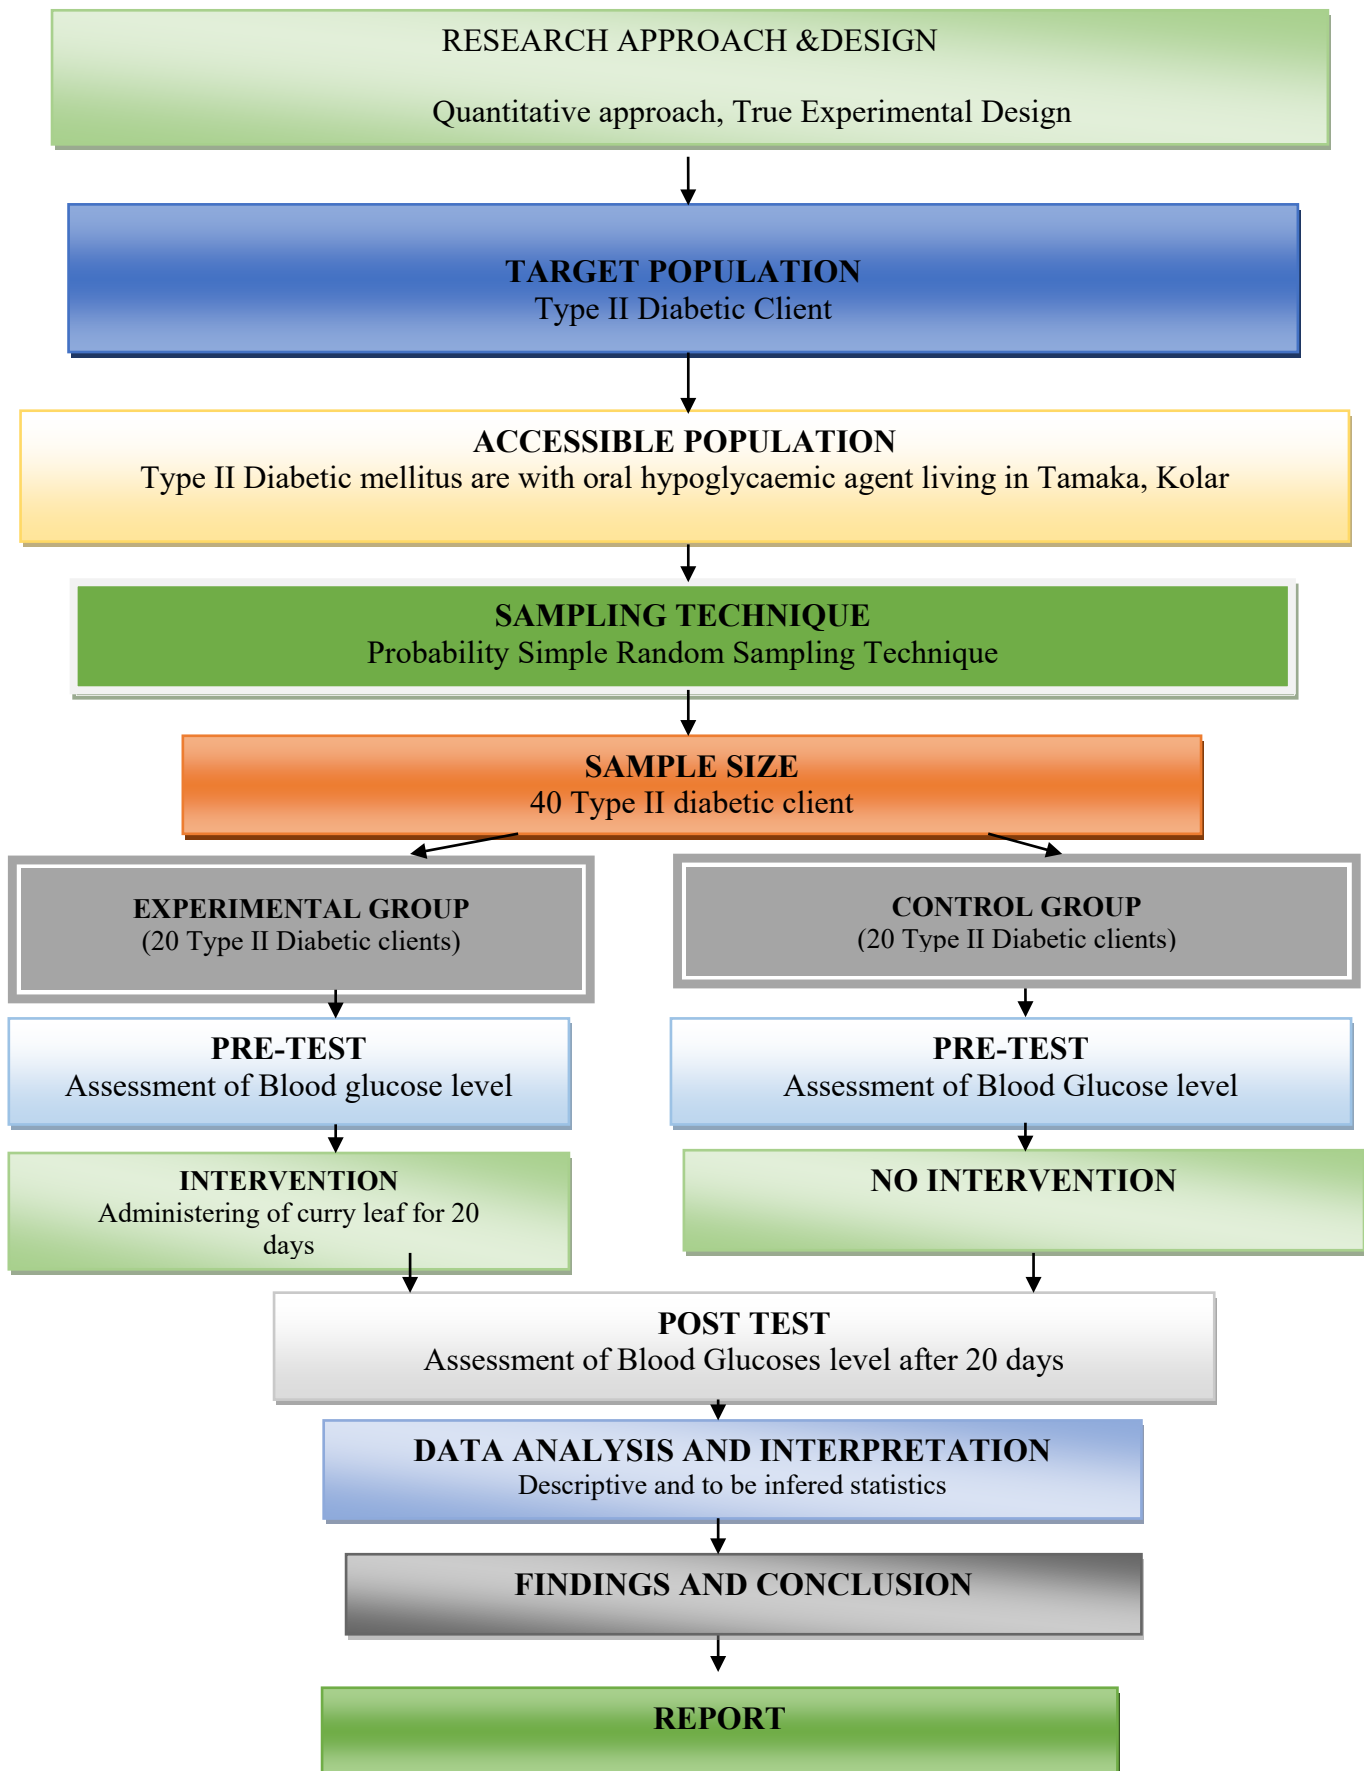 RESEARCH APPROACH &DESIGN
Quantitative approach, True Experimental Design
TARGET POPULATION
Type II Diabetic Client
ACCESSIBLE POPULATION
Type II Diabetic mellitus are with oral hypoglycaemic agent living in Tamaka, Kolar
SAMPLING TECHNIQUE
Probability Simple Random Sampling Technique
SAMPLE SIZE
40 Type II diabetic client
EXPERIMENTAL GROUP
(20 Type II Diabetic clients)
CONTROL GROUP
(20 Type II Diabetic clients)
PRE-TEST
Assessment of Blood glucose level
PRE-TEST
Assessment of Blood Glucose level
INTERVENTION
Administering of curry leaf for 20
days
NO INTERVENTION
POST TEST
Assessment of Blood Glucoses level after 20 days
DATA ANALYSIS AND INTERPRETATION
Descriptive and to be infered statistics
FINDINGS AND CONCLUSION
REPORT